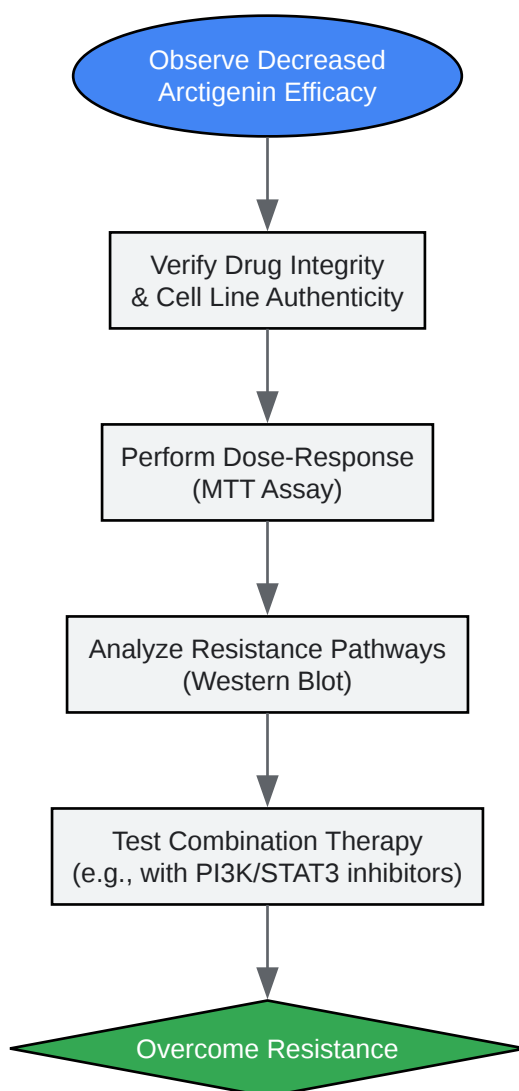 Observe Decreased
Arctigenin Efficacy
Verify Drug Integrity
& Cell Line Authenticity
Perform Dose-Response
(MTT Assay)
Analyze Resistance Pathways
(Western Blot)
Test Combination Therapy
(e.g., with PI3K/STAT3 inhibitors)
Overcome Resistance